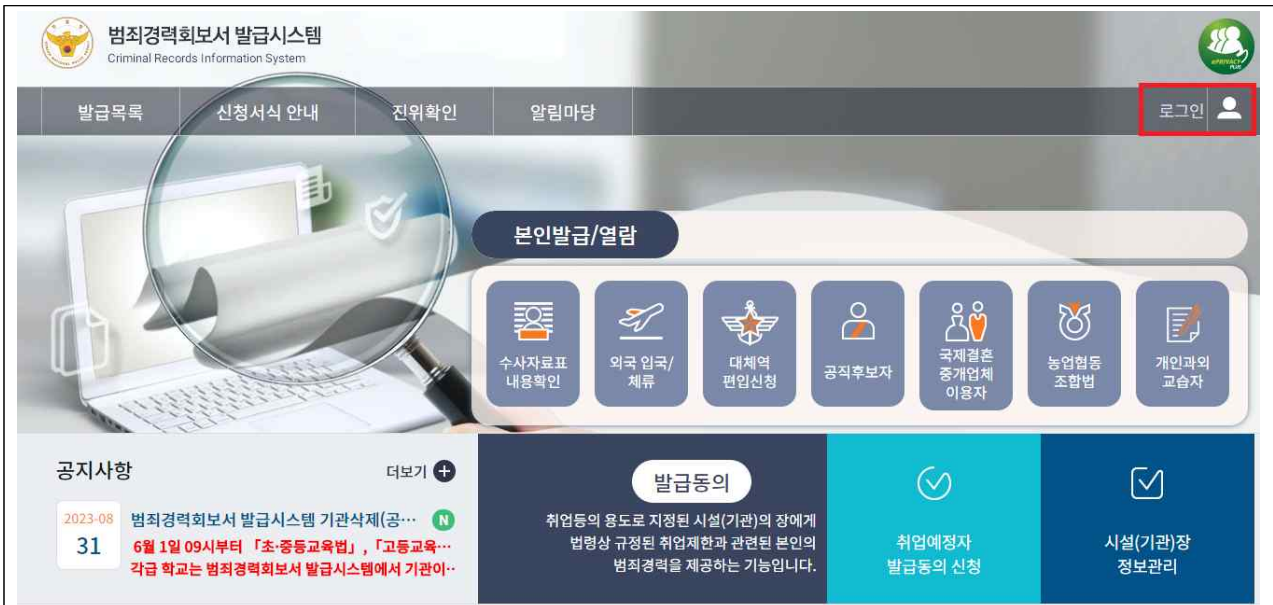 범죄경력회보서 발급시스템
Criminal Records Information System
ePRIVACY
PLUS
발급목록
신청서식 안내
진위확인
알림마당
로그인
본인발급/열람
수사자료표
내용확인
외국 입국/
체류
대체역
편입신청
공직후보자
국제결혼
중개업체
이용자
농업협동
조합법
개인과외
교습자
공지사항
더보기
2023-08
31
범죄경력회보서 발급시스템 기관삭제(공…
N
6월 1일 09시부터 「초·중등교육법」, 「고등교육…
각급 학교는 범죄경력회보서 발급시스템에서 기관이…
발급동의
취업등의 용도로 지정된 시설(기관)의 장에게
법령상 규정된 취업제한과 관련된 본인의
범죄경력을 제공하는 기능입니다.
취업예정자
발급동의 신청
시설(기관)장
정보관리